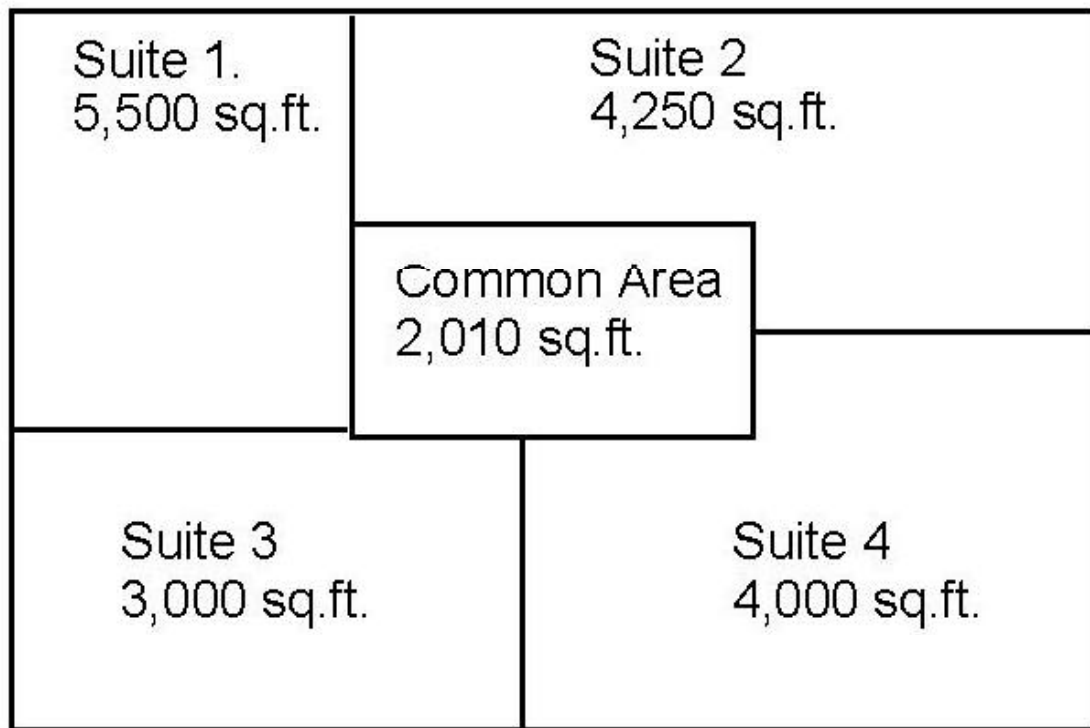 Suite 1.
5,500 sq.ft.
Suite 2
4,250 sq.ft.
Common Area
2,010 sq.ft.
Suite 3
3,000 sq.ft.
Suite 4
4,000 sq.ft.